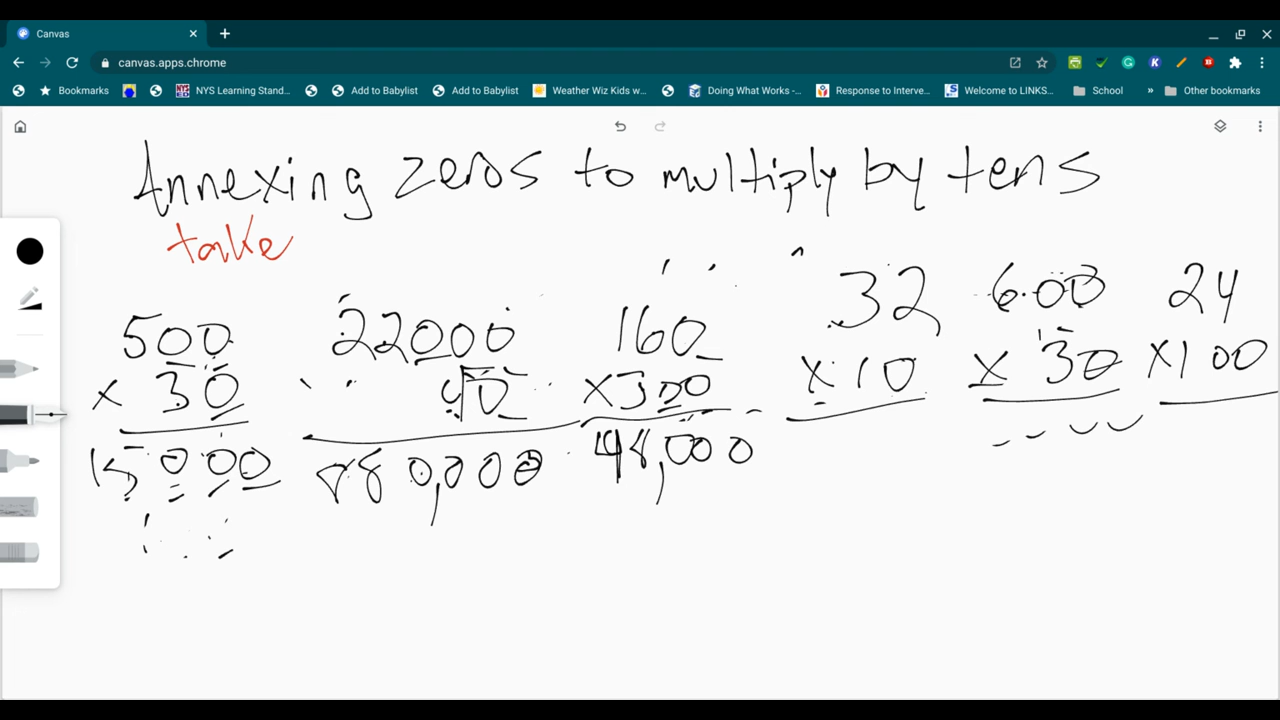 Canvas
canvas.apps.chrome
Bookmarks NYS Learning Stand... Add to Babylist Add to Babylist Weather Wiz Kids w... Doing What Works -... Response to Interve... Welcome to LINKS... School » Other bookmarks
Annexing zeros to multiply by tens
take
500 22000 160 32 600 24
× 30 40 ×300 × 10 × 30 ×100
15000 880,000 48,000